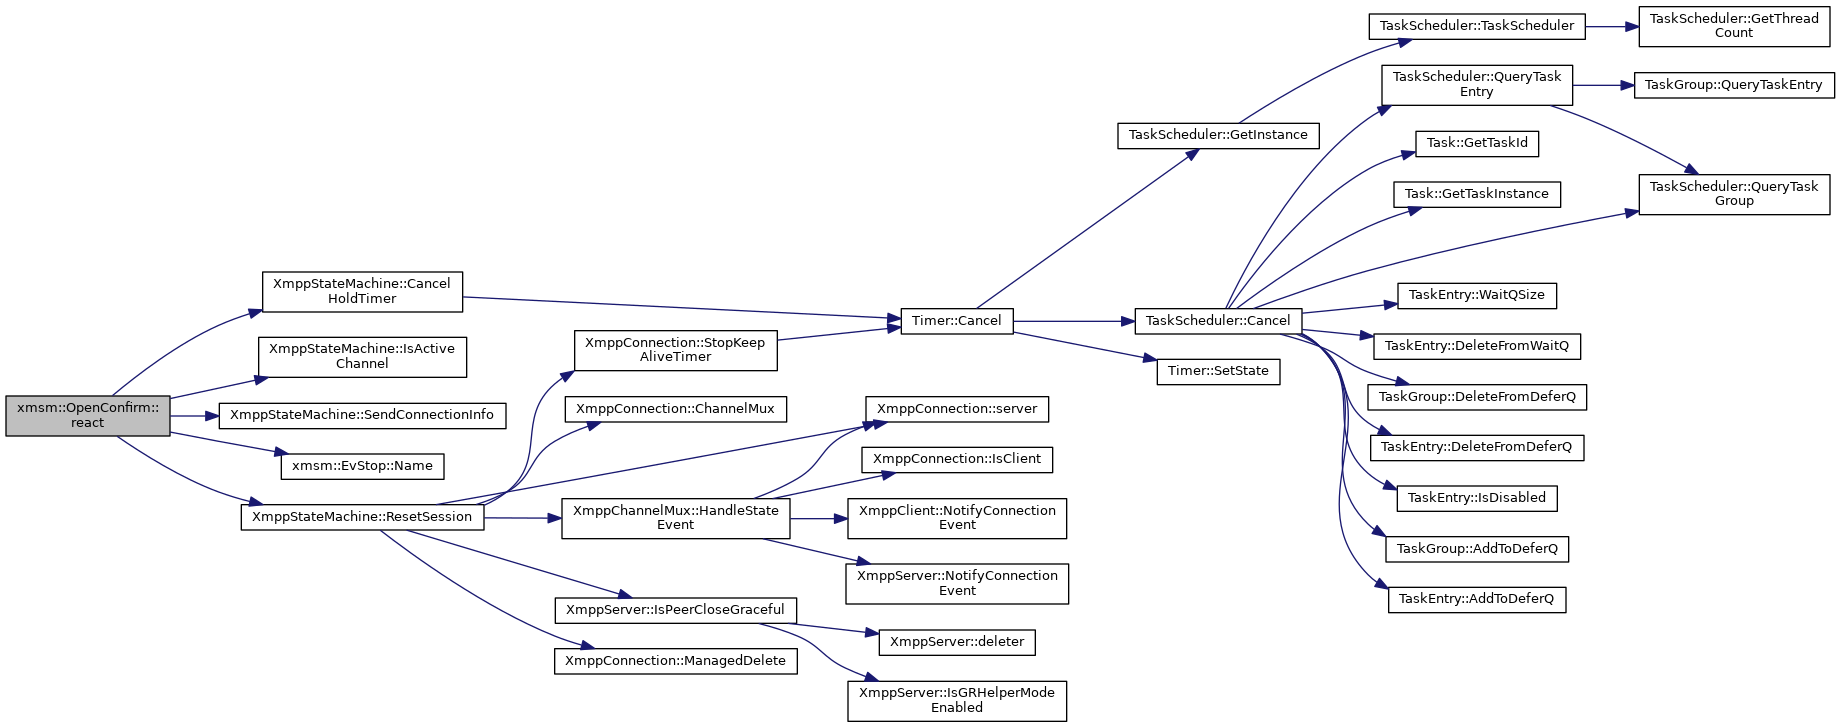 xmsm::OpenConfirm::
react
XmppStateMachine::Cancel
HoldTimer
XmppStateMachine::IsActive
Channel
XmppStateMachine::SendConnectionInfo
xmsm::EvStop::Name
XmppStateMachine::ResetSession
XmppConnection::StopKeep
AliveTimer
XmppConnection::ChannelMux
XmppChannelMux::HandleState
Event
XmppServer::IsPeerCloseGraceful
XmppConnection::ManagedDelete
Timer::Cancel
XmppConnection::server
XmppConnection::IsClient
XmppClient::NotifyConnection
Event
XmppServer::NotifyConnection
Event
XmppServer::deleter
XmppServer::IsGRHelperMode
Enabled
TaskScheduler::GetInstance
TaskScheduler::Cancel
Timer::SetState
TaskScheduler::TaskScheduler
TaskScheduler::QueryTask
Entry
Task::GetTaskId
Task::GetTaskInstance
TaskEntry::WaitQSize
TaskEntry::DeleteFromWaitQ
TaskGroup::DeleteFromDeferQ
TaskEntry::DeleteFromDeferQ
TaskEntry::IsDisabled
TaskGroup::AddToDeferQ
TaskEntry::AddToDeferQ
TaskScheduler::GetThread
Count
TaskGroup::QueryTaskEntry
TaskScheduler::QueryTask
Group